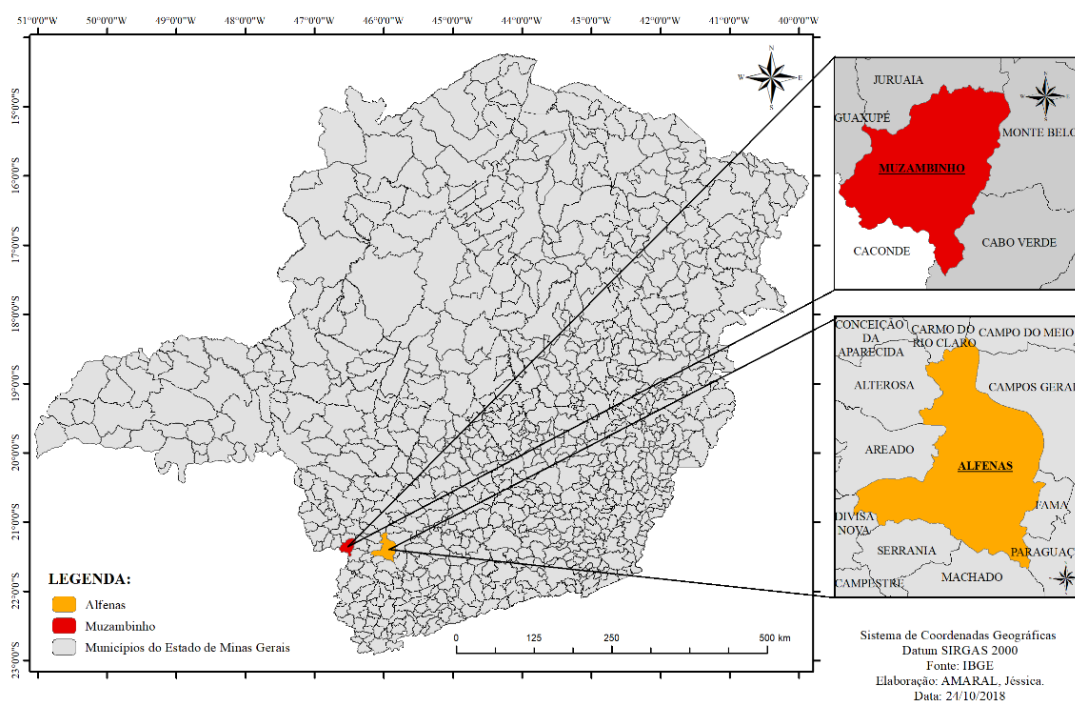 51°0'0"W 50°0'0"W 49°0'0"W 48°0'0"W 47°0'0"W 46°0'0"W 45°0'0"W 44°0'0"W 43°0'0"W 42°0'0"W 41°0'0"W 40°0'0"W
15°0'0"S
16°0'0"S
17°0'0"S
18°0'0"S
19°0'0"S
20°0'0"S
21°0'0"S
22°0'0"S
23°0'0"S
N
W E
S
LEGENDA:
Alfenas
Muzambinho
Municípios do Estado de Minas Gerais
0 125 250 500 km
JURUAIA
GUAXUPÉ
MONTE BELO
MUZAMBINHO
CABO VERDE
CACONDE
CONCEIÇÃO
DA
APARECIDA
CARMO DO
RIO CLARO
CAMPO DO MEIO
ALTEROSA
CAMPOS GERAI
AREADO
ALFENAS
FAMA
DIVISA
NOVA
SERRANIA
PARAGUAÇ
CAMPESTRE
MACHADO
Sistema de Coordenadas Geográficas
Datum SIRGAS 2000
Fonte: IBGE
Elaboração: AMARAL, Jéssica.
Data: 24/10/2018